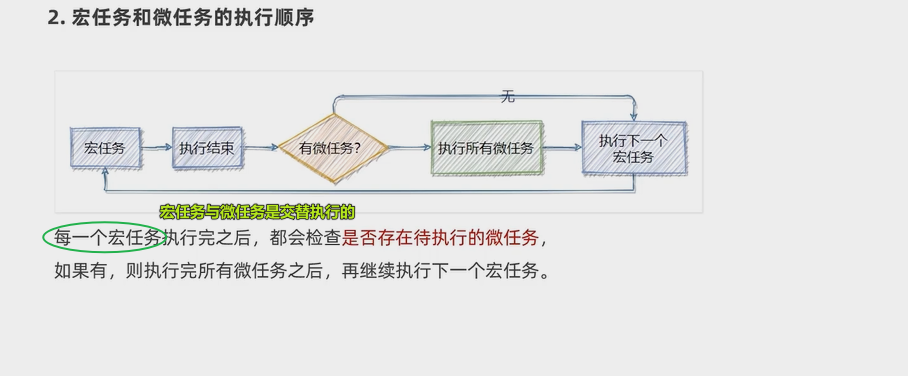 2. 宏任务和微任务的执行顺序
无
宏任务
执行结束
有微任务?
执行所有微任务
执行下一个
宏任务
宏任务与微任务是交替执行的
每一个宏任务执行完之后，都会检查是否存在待执行的微任务，
如果有，则执行完所有微任务之后，再继续执行下一个宏任务。